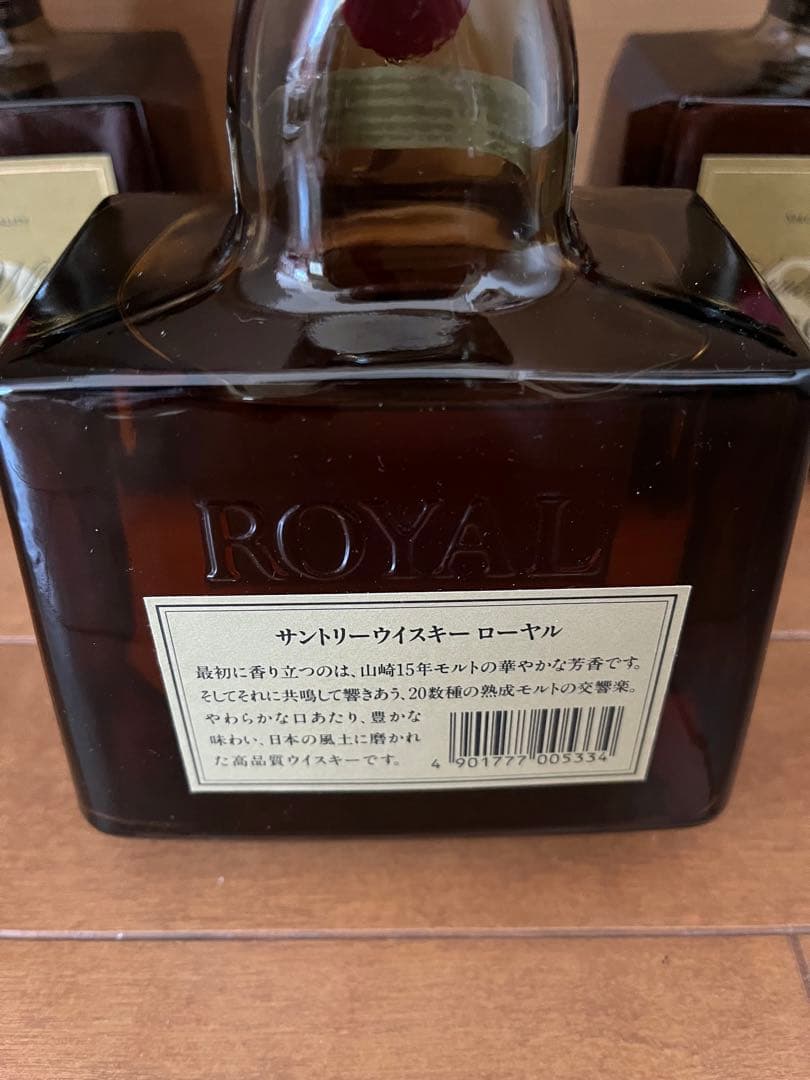 ROYAL
サントリーウイスキー ローヤル
最初に香り立つのは、山崎15年モルトの華やかな芳香です。
そしてそれに共鳴して響きあう、20数種の熟成モルトの交響楽。
やわらかな口あたり、豊かな
味わい、日本の風土に磨かれ
た高品質ウイスキーです。
4 901777 005334